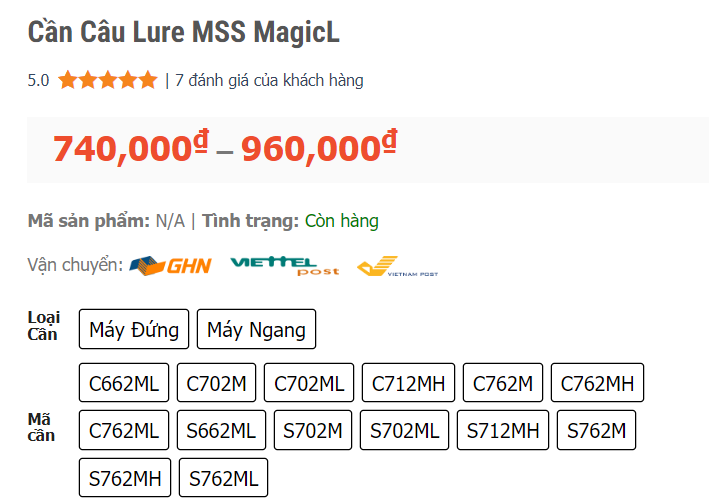 Cần Câu Lure MSS MagicL
5.0 ★★★★★ | 7 đánh giá của khách hàng
740,000₫ – 960,000₫
Mã sản phẩm: N/A | Tình trạng: Còn hàng
Vận chuyển: GHN VIETTEL post VIETNAM POST
Loại Cần Máy Đứng Máy Ngang
C662ML C702M C702ML C712MH C762M C762MH
Mã cần C762ML S662ML S702M S702ML S712MH S762M
S762MH S762ML